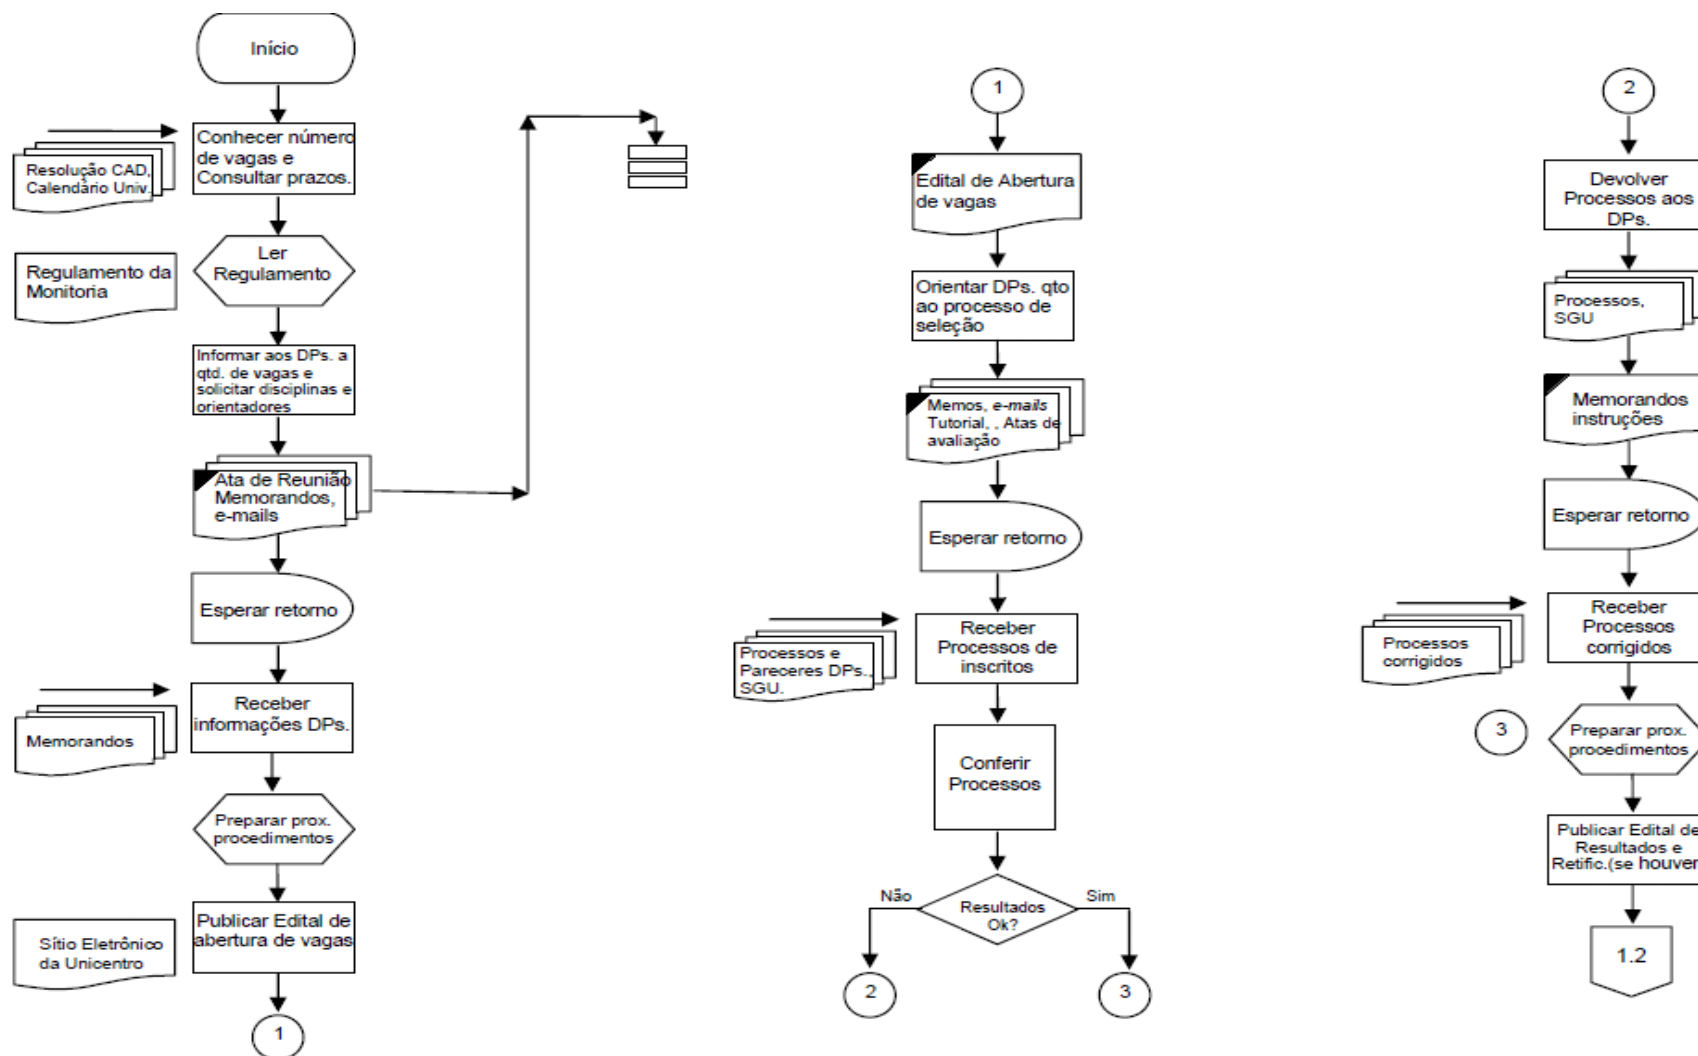 Início
Conhecer número
de vagas e
Consultar prazos.
Resolução CAD,
Calendário Univ.
Ler
Regulamento
Regulamento da
Monitoria
Informar aos DPs. a
qtd. de vagas e
solicitar disciplinas e
orientadores
Ata de Reunião
Memorandos,
e-mails
Esperar retorno
Receber
informações DPs.
Memorandos
Preparar prox.
procedimentos
Publicar Edital de
abertura de vagas
Sítio Eletrônico
da Unicentro
1
1
Edital de Abertura
de vagas
Orientar DPs. qto
ao processo de
seleção
Memos, e-mails
Tutorial, , Atas de
avaliação
Esperar retorno
Receber
Processos de
inscritos
Processos e
Pareceres DPs.,
SGU.
Conferir
Processos
Não
Sim
Resultados
Ok?
2
3
2
Devolver
Processos aos
DPs.
Processos,
SGU
Memorandos
instruções
Esperar retorno
Receber
Processos
corrigidos
Processos
corrigidos
3
Preparar prox.
procedimentos
Publicar Edital de
Resultados e
Retific.(se houver
1.2